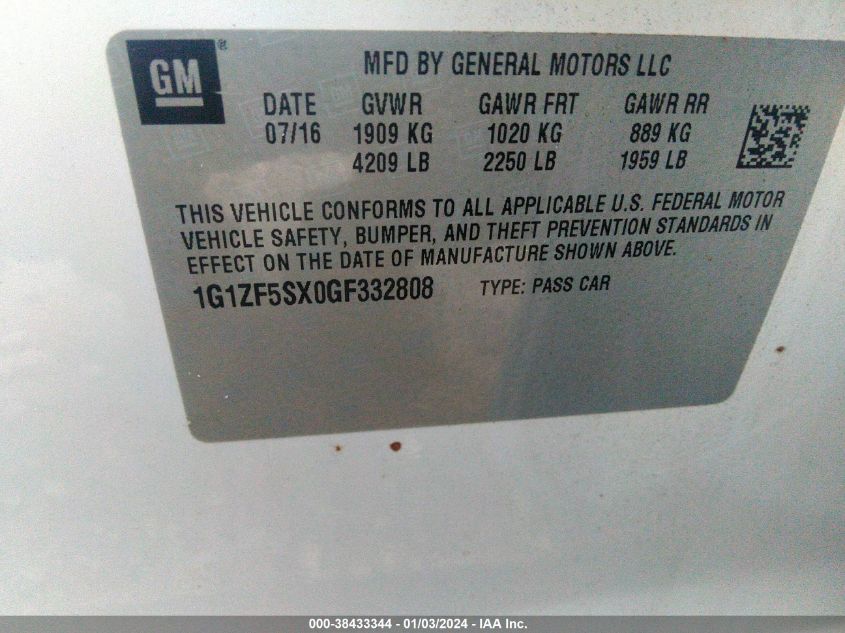 GM®
MFD BY GENERAL MOTORS LLC
DATE GVWR GAWR FRT GAWR RR
07/16 1909 KG 1020 KG 889 KG
4209 LB 2250 LB 1959 LB
THIS VEHICLE CONFORMS TO ALL APPLICABLE U.S. FEDERAL MOTOR
VEHICLE SAFETY, BUMPER, AND THEFT PREVENTION STANDARDS IN
EFFECT ON THE DATE OF MANUFACTURE SHOWN ABOVE.
1G1ZF5SX0GF332808 TYPE: PASS CAR
000-38433344 - 01/03/2024 - IAA Inc.